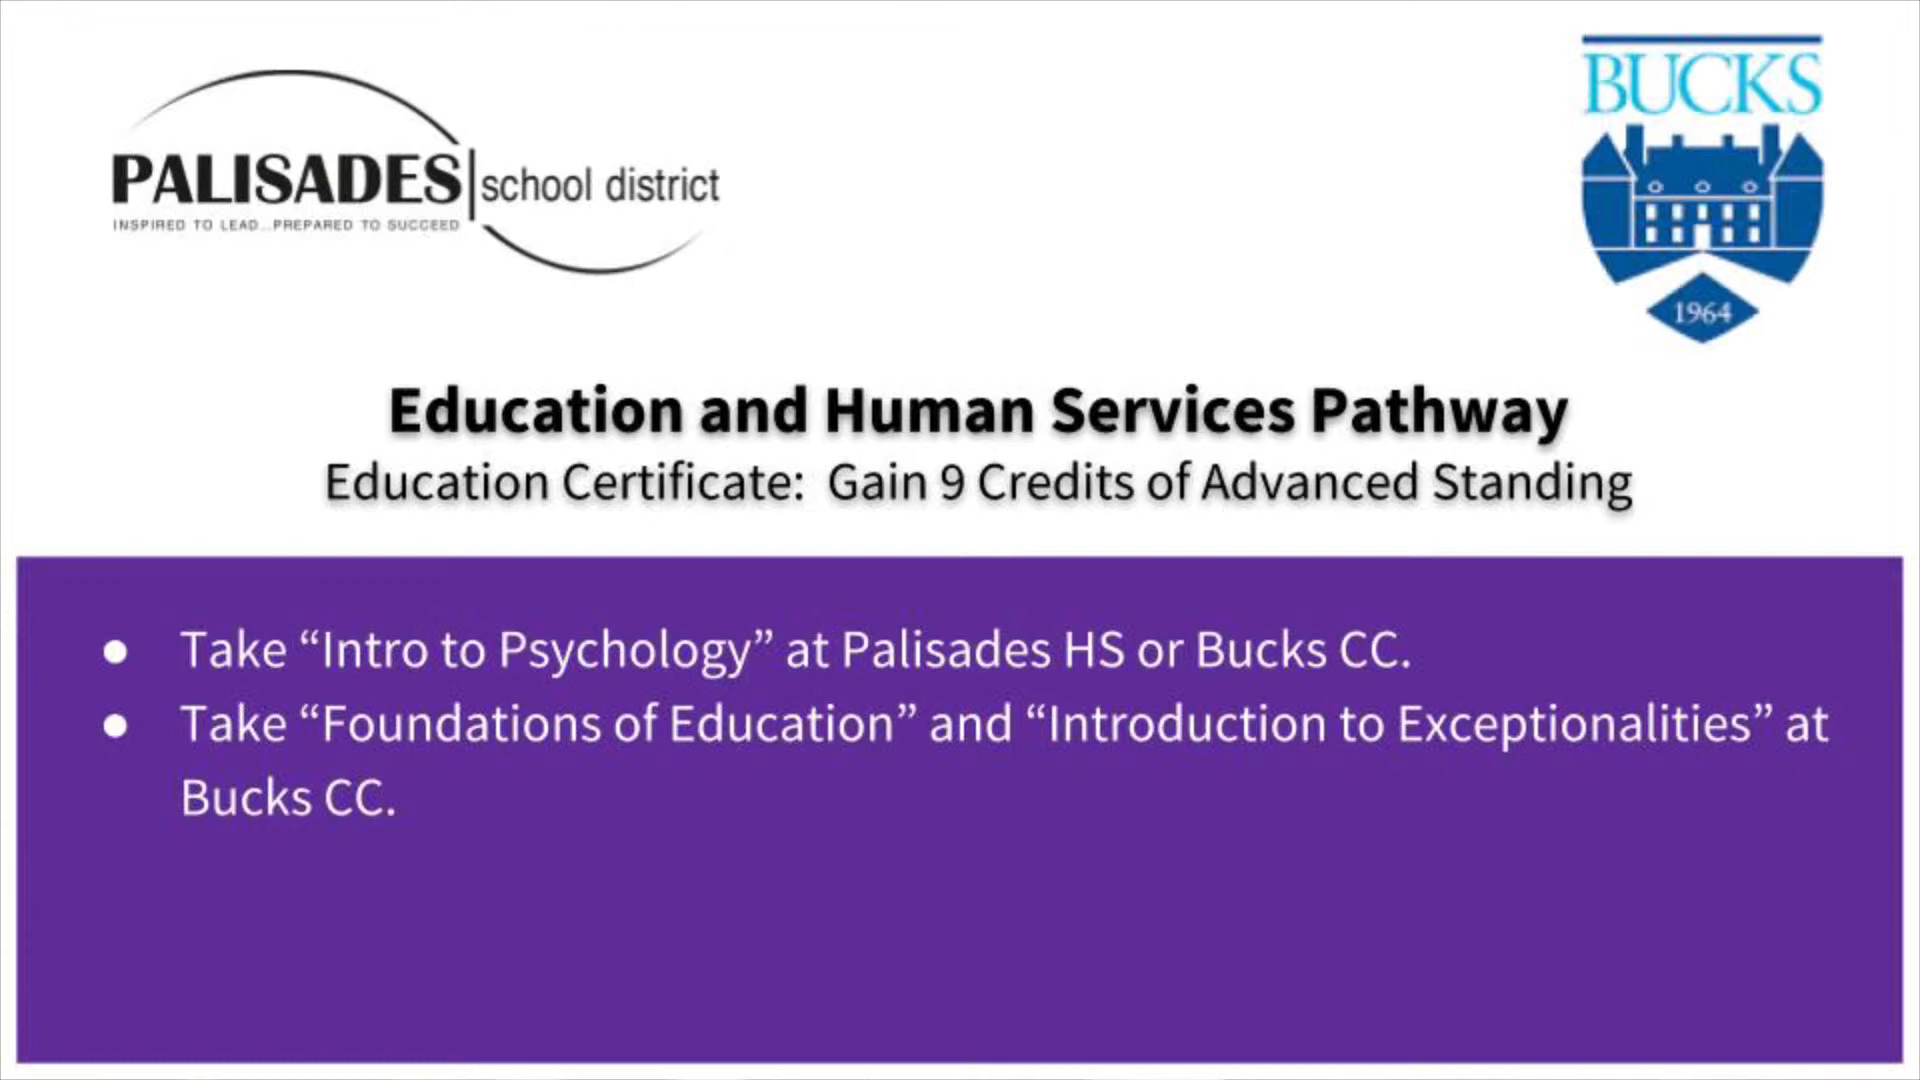 BUCKS
PALISADES school district
INSPIRED TO LEAD...PREPARED TO SUCCEED
1964
Education and Human Services Pathway
Education Certificate:  Gain 9 Credits of Advanced Standing
● Take “Intro to Psychology” at Palisades HS or Bucks CC.
● Take “Foundations of Education” and “Introduction to Exceptionalities” at
Bucks CC.